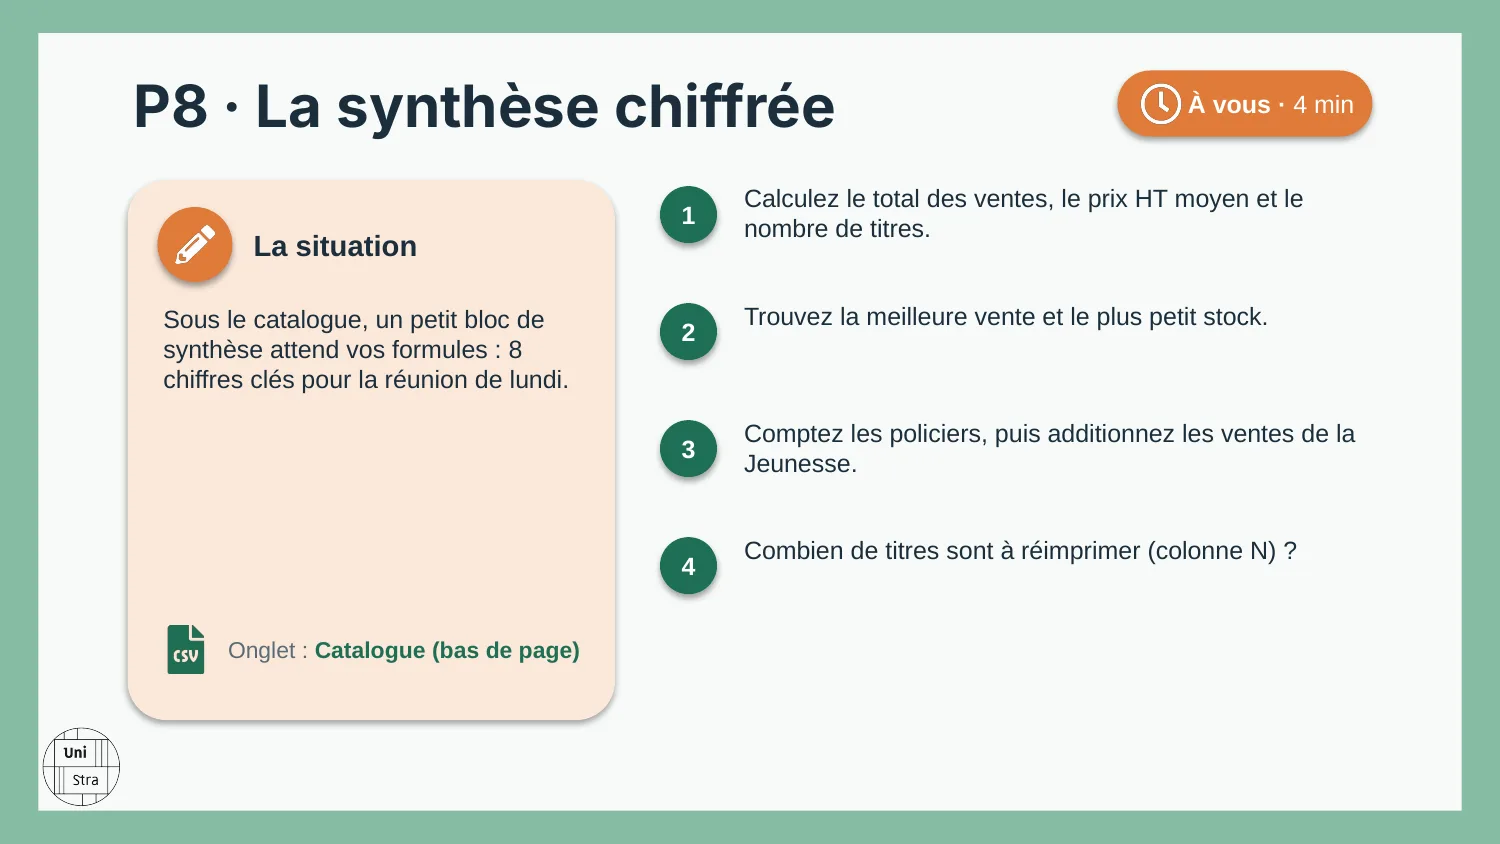 P8 · La synthèse chiffrée
À vous · 4 min
La situation
Sous le catalogue, un petit bloc de
synthèse attend vos formules : 8
chiffres clés pour la réunion de lundi.
CSV
Onglet : Catalogue (bas de page)
1
Calculez le total des ventes, le prix HT moyen et le
nombre de titres.
2
Trouvez la meilleure vente et le plus petit stock.
3
Comptez les policiers, puis additionnez les ventes de la
Jeunesse.
4
Combien de titres sont à réimprimer (colonne N) ?
Uni
Stra